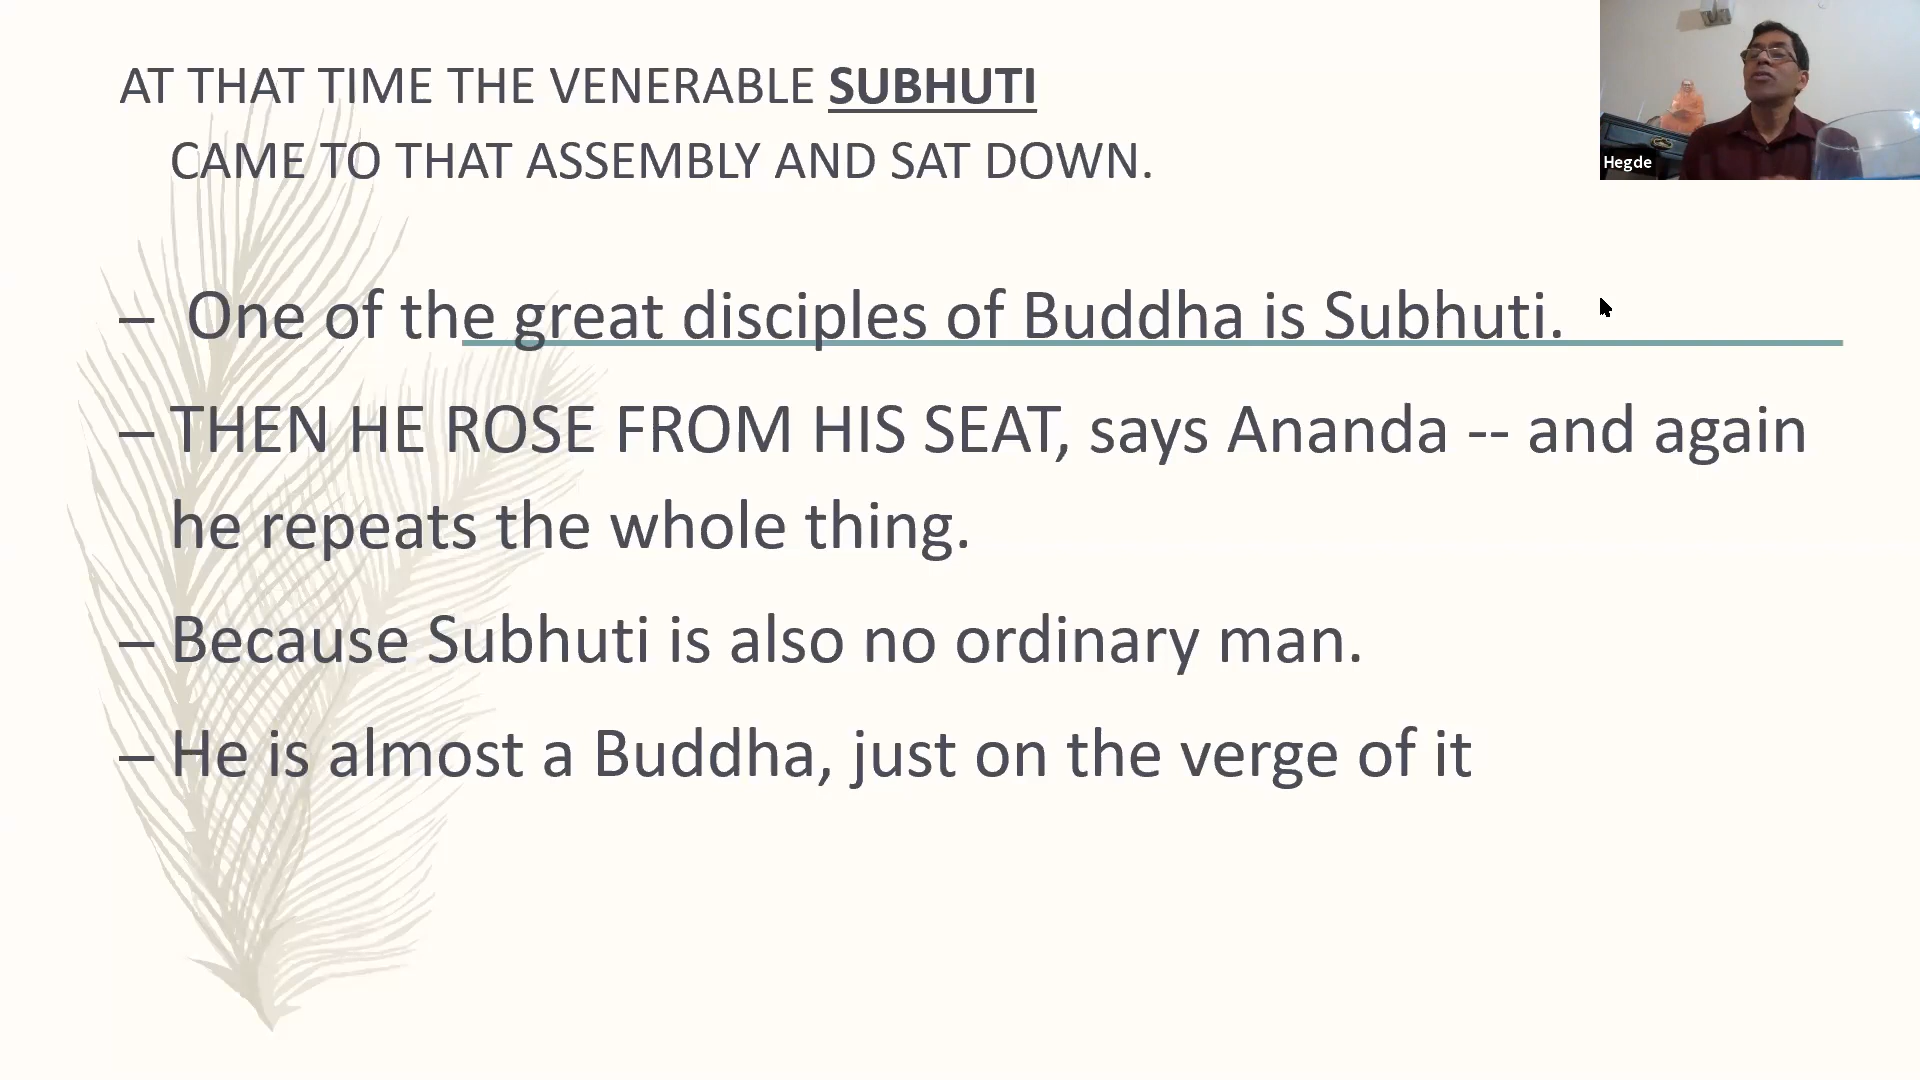 AT THAT TIME THE VENERABLE SUBHUTI
CAME TO THAT ASSEMBLY AND SAT DOWN.
– One of the great disciples of Buddha is Subhuti.
– THEN HE ROSE FROM HIS SEAT, says Ananda -- and again
he repeats the whole thing.
– Because Subhuti is also no ordinary man.
– He is almost a Buddha, just on the verge of it
Hegde